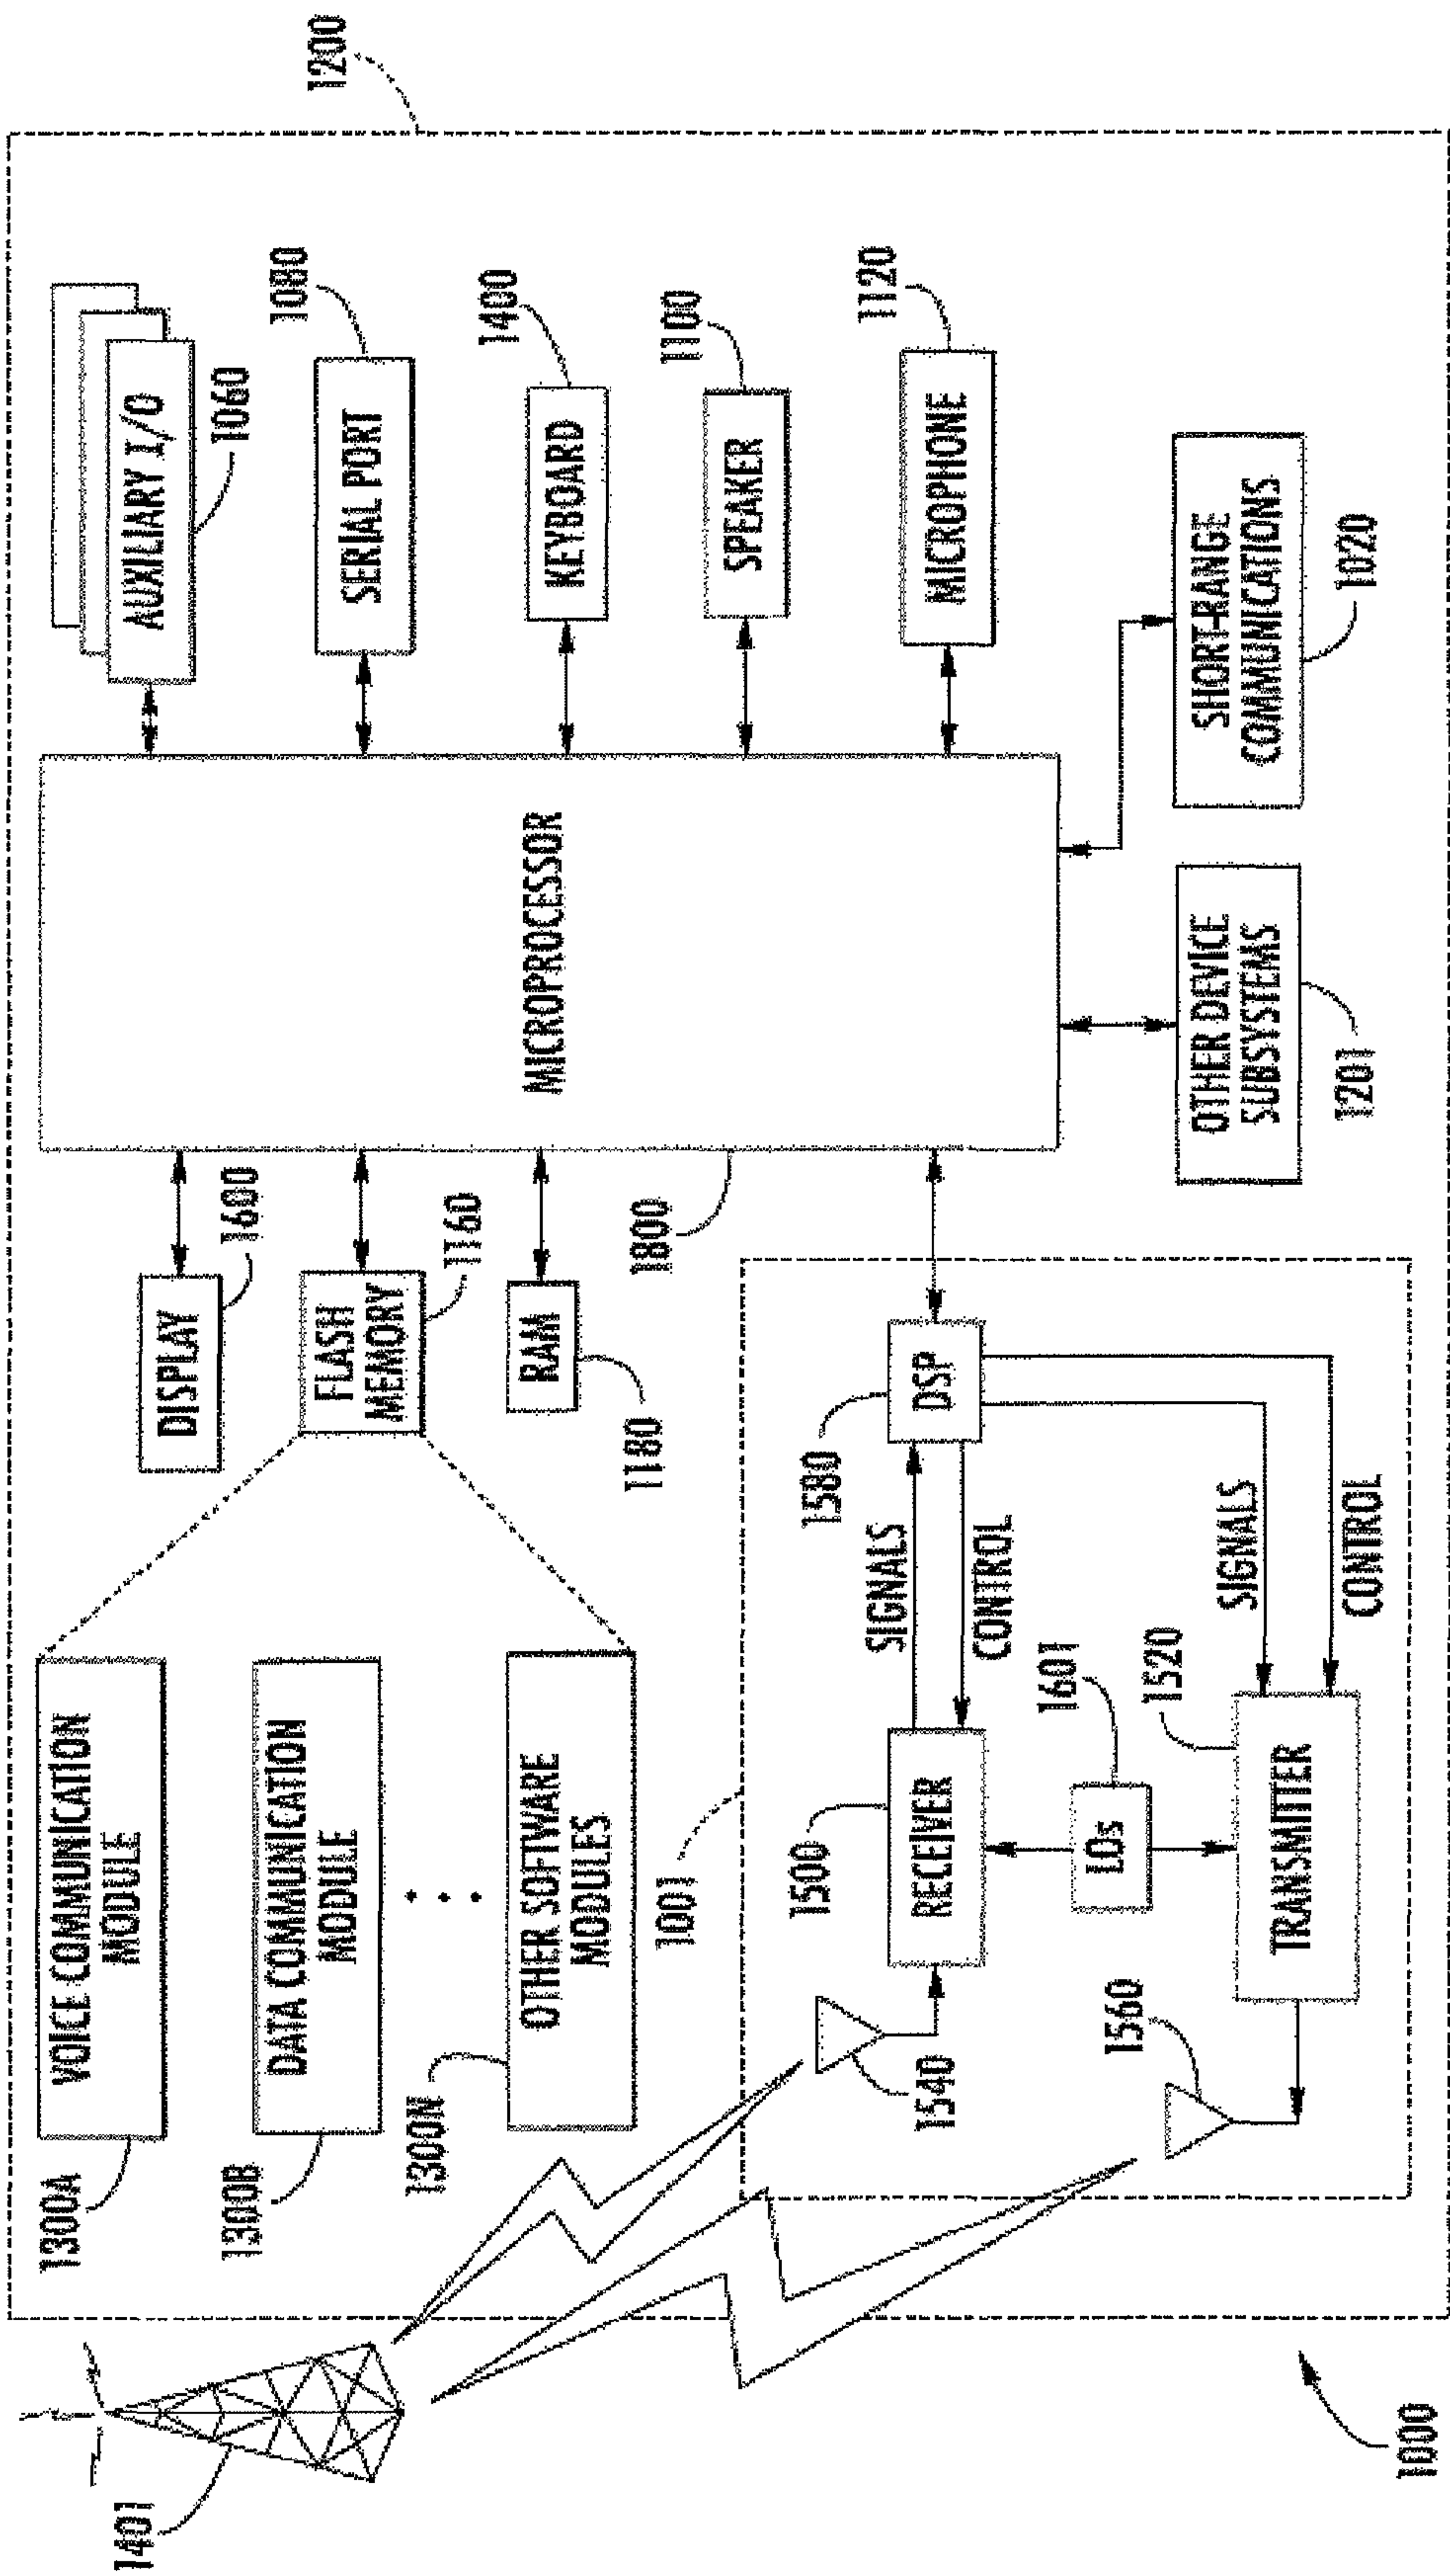 1200
VOICE COMMUNICATION
MODULE
1300A
DATA COMMUNICATION
MODULE
1300B
OTHER SOFTWARE
MODULES
1300N
DISPLAY
1600
FLASH
MEMORY
1160
RAM
1180
MICROPROCESSOR
1800
AUXILIARY I/O
1060
SERIAL PORT
1080
KEYBOARD
1400
SPEAKER
1100
MICROPHONE
1120
SHORT-RANGE
COMMUNICATIONS
1020
OTHER DEVICE
SUBSYSTEMS
1201
1001
DSP
1580
SIGNALS
CONTROL
RECEIVER
1500
LOs
1601
SIGNALS
CONTROL
TRANSMITTER
1520
1540
1560
1401
1000